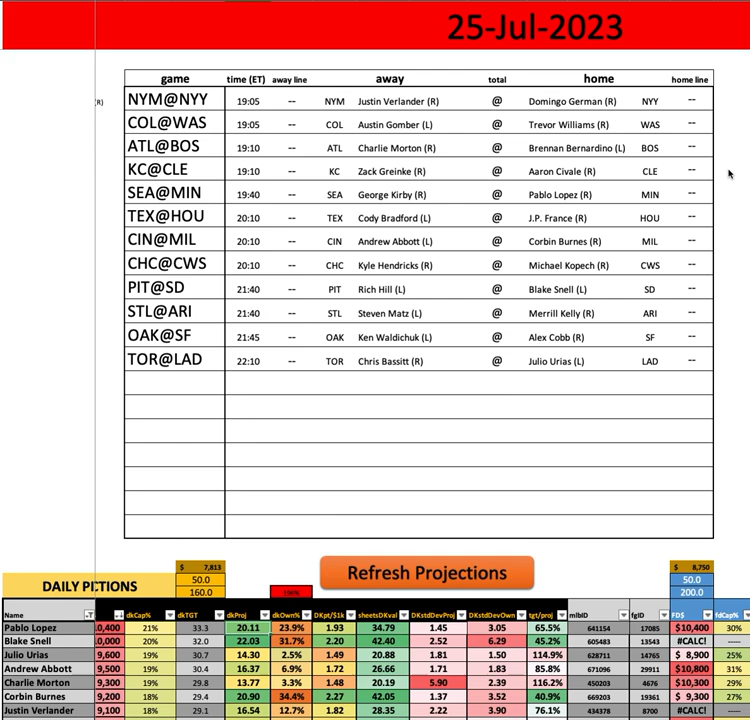 25-Jul-2023
game time (ET) away line away total home home line
(R) NYM@NYY 19:05 -- NYM Justin Verlander (R) @ Domingo German (R) NYY --
COL@WAS 19:05 -- COL Austin Gomber (L) @ Trevor Williams (R) WAS --
ATL@BOS 19:10 -- ATL Charlie Morton (R) @ Brennan Bernardino (L) BOS --
KC@CLE 19:10 -- KC Zack Greinke (R) @ Aaron Civale (R) CLE --
SEA@MIN 19:40 -- SEA George Kirby (R) @ Pablo Lopez (R) MIN --
TEX@HOU 20:10 -- TEX Cody Bradford (L) @ J.P. France (R) HOU --
CIN@MIL 20:10 -- CIN Andrew Abbott (L) @ Corbin Burnes (R) MIL --
CHC@CWS 20:10 -- CHC Kyle Hendricks (R) @ Michael Kopech (R) CWS --
PIT@SD 21:40 -- PIT Rich Hill (L) @ Blake Snell (L) SD --
STL@ARI 21:40 -- STL Steven Matz (L) @ Merrill Kelly (R) ARI --
OAK@SF 21:45 -- OAK Ken Waldichuk (L) @ Alex Cobb (R) SF --
TOR@LAD 22:10 -- TOR Chris Bassitt (R) @ Julio Urias (L) LAD --
$ 7,813 $ 8,750
DAILY P CTIONS 50.0 Refresh Projections 50.0
160.0 198% 200.0
Name dkCap% dkTGT dkProj dkOwn% DKpt/$1k sheetsDKval DKstdDevProj DKstdDevOwn tgt/proj mlbID fgID FD$ fdCap%
Pablo Lopez 0,400 21% 33.3 20.11 23.9% 1.93 34.79 1.45 3.05 65.5% 641154 17085 $10,400 30%
Blake Snell 0,000 20% 32.0 22.03 31.7% 2.20 42.40 2.52 6.29 45.2% 605483 13543 #CALC! -----
Julio Urias 9,600 19% 30.7 14.30 2.5% 1.49 20.88 1.81 1.50 114.9% 628711 14765 $ 8,900 25%
Andrew Abbott 9,500 19% 30.4 16.37 6.9% 1.72 26.66 1.71 1.83 85.8% 671096 29911 $10,800 31%
Charlie Morton 9,300 19% 29.8 13.77 3.3% 1.48 20.19 5.90 2.39 116.2% 450203 4676 $10,300 29%
Corbin Burnes 9,200 18% 29.4 20.90 34.4% 2.27 42.05 1.37 3.52 40.9% 669203 19361 $ 9,300 27%
Justin Verlander 9,100 18% 29.1 16.54 12.7% 1.82 28.35 2.22 3.90 76.1% 434378 8700 #CALC! -----